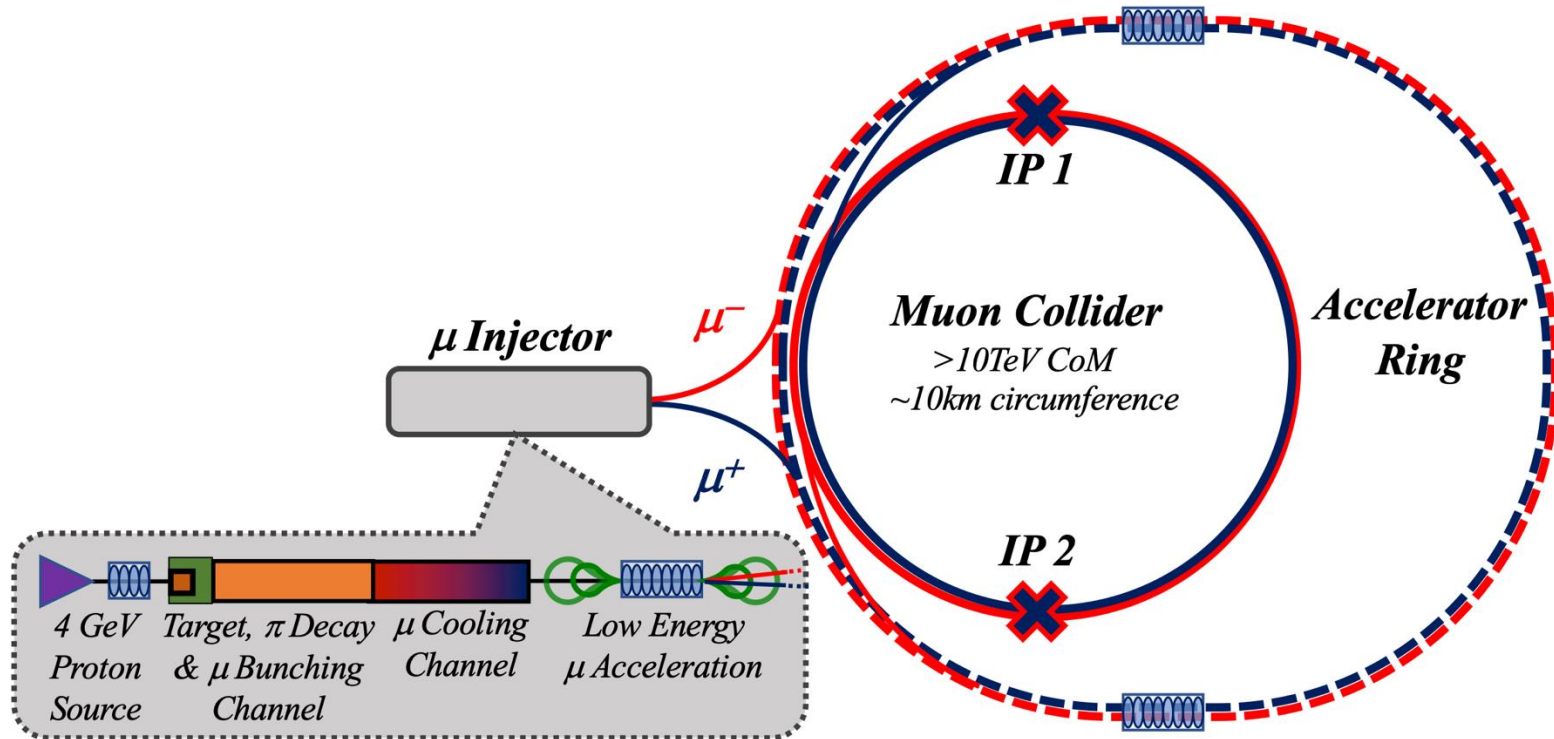 IP 1
Muon Collider
>10TeV CoM
~10km circumference
Accelerator
Ring
μ Injector
μ−
μ+
IP 2
4 GeV
Proton
Source
Target, π Decay
& μ Bunching
Channel
μ Cooling
Channel
Low Energy
μ Acceleration